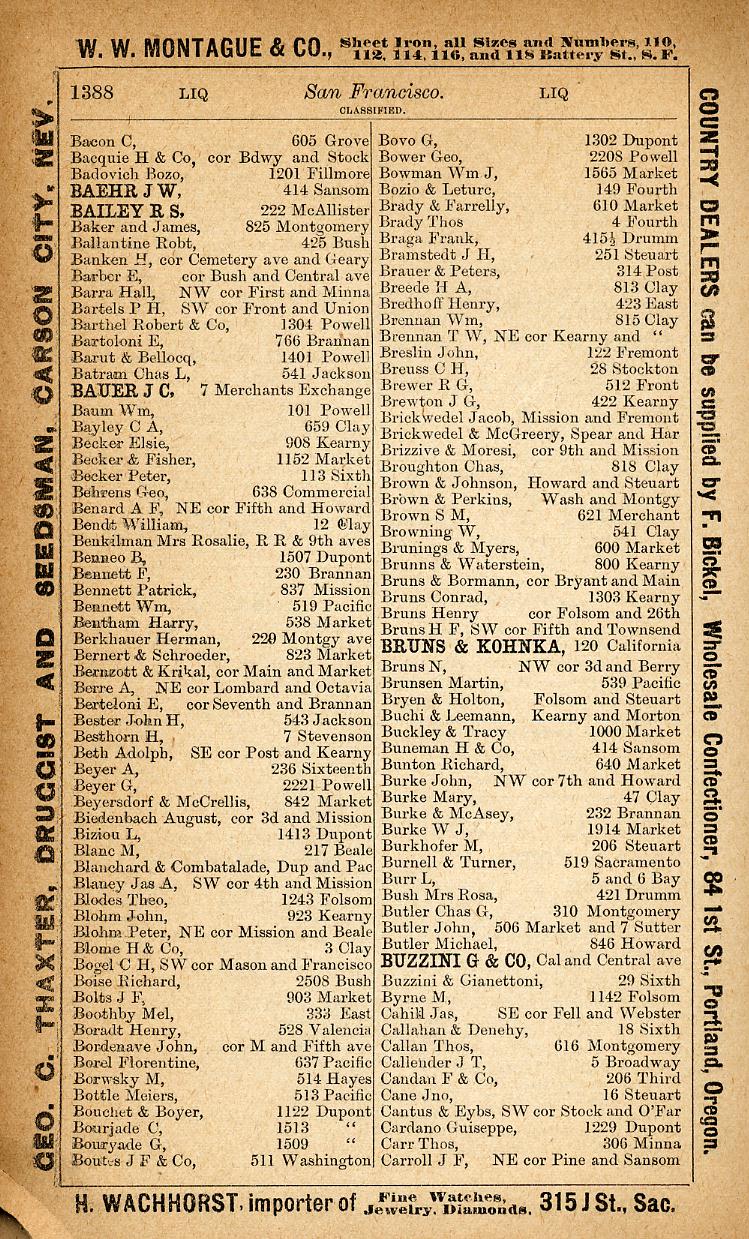 W. W. MONTAGUE & CO., Sheet Iron, all Sizes and Numbers, 110,
112, 114, 116, and 118 Battery St., S. F.
1388 LIQ San Francisco. LIQ
CLASSIFIED.
Bacon C, 605 Grove
Bacquie H & Co, cor Bdwy and Stock
Badovich Bozo, 1201 Fillmore
BAEHR J W, 414 Sansom
BAILEY R S, 222 McAllister
Baker and James, 825 Montgomery
Ballantine Robt, 425 Bush
Banken H, cor Cemetery ave and Geary
Barber E, cor Bush and Central ave
Barra Hall, NW cor First and Minna
Bartels P H, SW cor Front and Union
Barthel Robert & Co, 1304 Powell
Bartoloni E, 766 Brannan
Barut & Bellocq, 1401 Powell
Batram Chas L, 541 Jackson
BAUER J C, 7 Merchants Exchange
Baum Wm, 101 Powell
Bayley C A, 659 Clay
Becker Elsie, 908 Kearny
Becker & Fisher, 1152 Market
Becker Peter, 113 Sixth
Behrens Geo, 638 Commercial
Benard A F, NE cor Fifth and Howard
Bendt William, 12 Clay
Benkilman Mrs Rosalie, R R & 9th aves
Benneo B, 1507 Dupont
Bennett F, 230 Brannan
Bennett Patrick, 837 Mission
Bennett Wm, 519 Pacific
Bentham Harry, 538 Market
Berkhauer Herman, 229 Montgy ave
Bernert & Schroeder, 823 Market
Bernzott & Krikal, cor Main and Market
Berre A, NE cor Lombard and Octavia
Berteloni E, cor Seventh and Brannan
Bester John H, 543 Jackson
Besthorn H, 7 Stevenson
Beth Adolph, SE cor Post and Kearny
Beyer A, 236 Sixteenth
Beyer G, 2221 Powell
Beyersdorf & McCrellis, 842 Market
Biedenbach August, cor 3d and Mission
Biziou L, 1413 Dupont
Blanc M, 217 Beale
Blanchard & Combatalade, Dup and Pac
Blaney Jas A, SW cor 4th and Mission
Blodes Theo, 1243 Folsom
Blohm John, 923 Kearny
Blohm Peter, NE cor Mission and Beale
Blome H & Co, 3 Clay
Bogel C H, SW cor Mason and Francisco
Boise Richard, 2508 Bush
Bolts J F, 903 Market
Boothby Mel, 333 East
Boradt Henry, 528 Valencia
Bordenave John, cor M and Fifth ave
Borel Florentine, 637 Pacific
Borwsky M, 514 Hayes
Bottle Meiers, 513 Pacific
Bouchet & Boyer, 1122 Dupont
Bourjade C, 1513 "
Bouryade G, 1509 "
Boutes J F & Co, 511 Washington
Bovo G, 1302 Dupont
Bower Geo, 2208 Powell
Bowman Wm J, 1565 Market
Bozio & Leturc, 149 Fourth
Brady & Farrelly, 610 Market
Brady Thos 4 Fourth
Braga Frank, 415½ Drumm
Bramstedt J H, 251 Steuart
Brauer & Peters, 314 Post
Breede H A, 813 Clay
Bredhoff Henry, 423 East
Brennan Wm, 815 Clay
Brennan T W, NE cor Kearny and "
Breslin John, 122 Fremont
Breuss C H, 28 Stockton
Brewer R G, 512 Front
Brewton J G, 422 Kearny
Brickwedel Jacob, Mission and Fremont
Brickwedel & McGreery, Spear and Har
Brizzive & Moresi, cor 9th and Mission
Broughton Chas, 818 Clay
Brown & Johnson, Howard and Steuart
Brown & Perkins, Wash and Montgy
Brown S M, 621 Merchant
Browning W, 541 Clay
Brunings & Myers, 600 Market
Brunns & Waterstein, 800 Kearny
Bruns & Bormann, cor Bryant and Main
Bruns Conrad, 1303 Kearny
Bruns Henry cor Folsom and 26th
Bruns H F, SW cor Fifth and Townsend
BRUNS & KOHNKA, 120 California
Bruns N, NW cor 3d and Berry
Brunsen Martin, 539 Pacific
Bryen & Holton, Folsom and Steuart
Buchi & Leemann, Kearny and Morton
Buckley & Tracy 1000 Market
Buneman H & Co, 414 Sansom
Bunton Richard, 640 Market
Burke John, NW cor 7th and Howard
Burke Mary, 47 Clay
Burke & McAsey, 232 Brannan
Burke W J, 1914 Market
Burkhofer M, 206 Steuart
Burnell & Turner, 519 Sacramento
Burr L, 5 and 6 Bay
Bush Mrs Rosa, 421 Drumm
Butler Chas G, 310 Montgomery
Butler John, 506 Market and 7 Sutter
Butler Michael, 846 Howard
BUZZINI G & CO, Cal and Central ave
Buzzini & Gianettoni, 29 Sixth
Byrne M, 1142 Folsom
Cahill Jas, SE cor Fell and Webster
Callahan & Denehy, 18 Sixth
Callan Thos, 616 Montgomery
Callender J T, 5 Broadway
Candan F & Co, 206 Third
Cane Jno, 16 Steuart
Cantus & Eybs, SW cor Stock and O'Far
Cardano Guiseppe, 1229 Dupont
Carr Thos, 306 Minna
Carroll J F, NE cor Pine and Sansom
GEO. C. THAXTER, DRUGGIST AND SEEDSMAN, CARSON CITY, NEV.
COUNTRY DEALERS can be supplied by F. Bickel, Wholesale Confectioner, 84 1st St., Portland, Oregon.
H. WACHHORST, importer of Fine Watches, Jewelry, Diamonds, 315 J St., Sac.